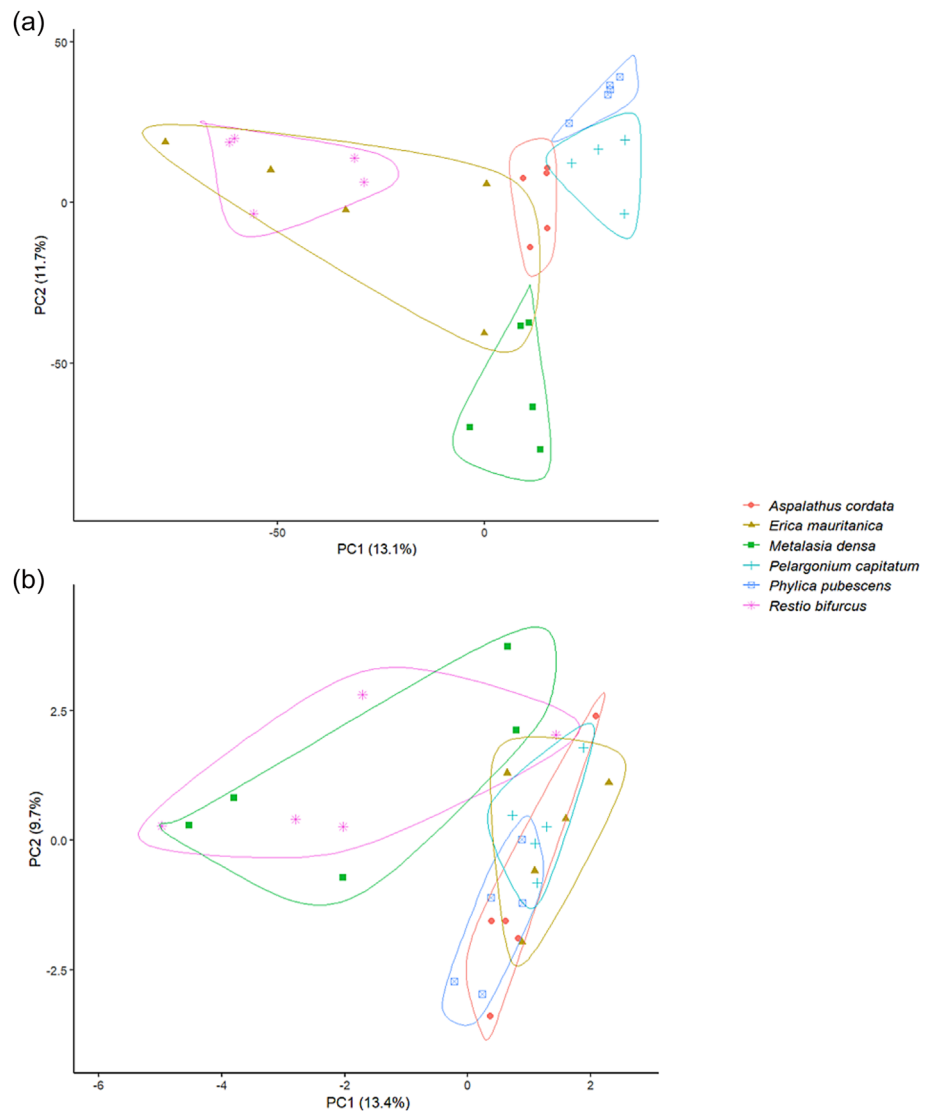 (a)
50
0
-50
PC2 (11.7%)
-50
0
PC1 (13.1%)
Aspalathus cordata
Erica mauritanica
Metalasia densa
Pelargonium capitatum
Phylica pubescens
Restio bifurcus
(b)
2.5
0.0
-2.5
PC2 (9.7%)
-6
-4
-2
0
2
PC1 (13.4%)